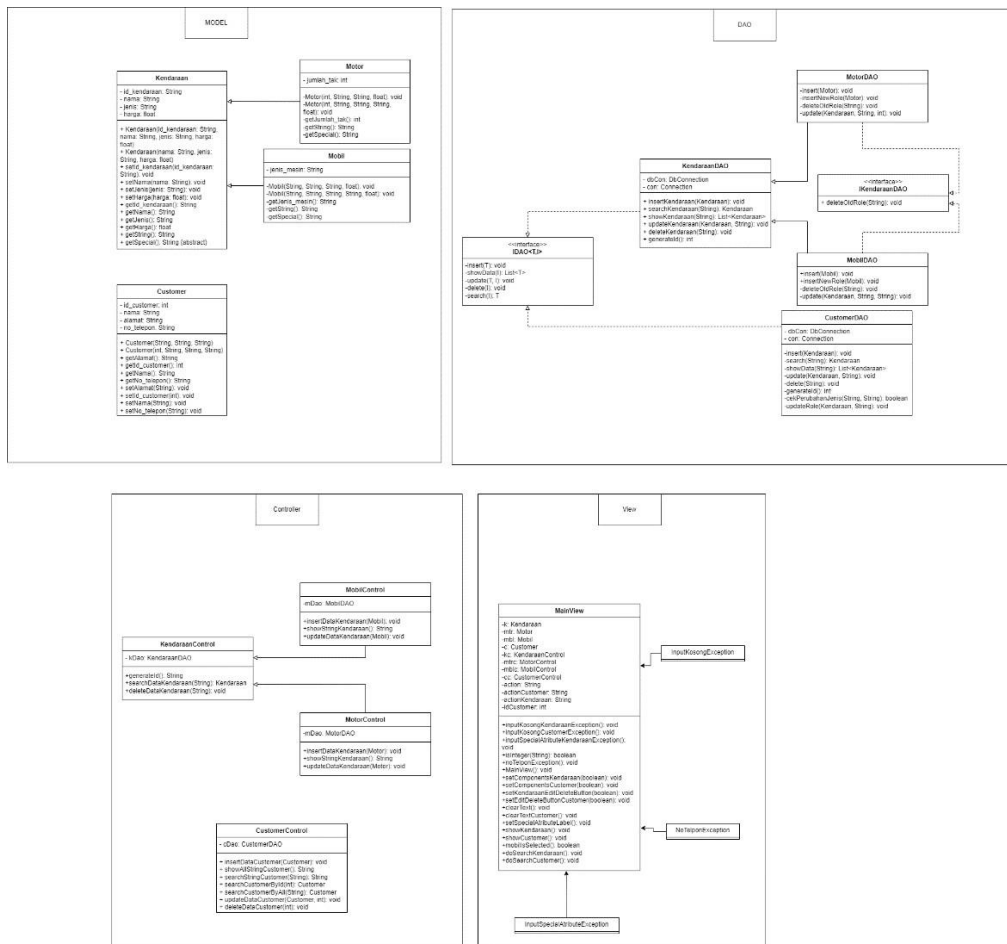 MODEL
Kendaraan
- id_kendaraan: String
- nama: String
- jenis: String
- harga: float
+ Kendaraan(id_kendaraan: String,
nama: String, jenis: String, harga:
float)
+ Kendaraan(nama: String, jenis:
String, harga: float)
+ setId_kendaraan(id_kendaraan:
String): void
+ setNama(nama: String): void
+ setJenis(jenis: String): void
+ setHarga(harga: float): void
+ getId_kendaraan(): String
+ getNama(): String
+ getJenis(): String
+ getHarga(): float
+ getString(): String
+ getSpecial(): String {abstract}
Motor
- jumlah_tak: int
-Motor(int, String, String, float): void
-Motor(int, String, String, String,
float): void
-getJumlah_tak(): int
-getString(): String
-getSpecial(): String
Mobil
- jenis_mesin: String
-Mobil(String, String, String, float): void
-Mobil(String, String, String, String, float): void
-getJenis_mesin(): String
-getString(): String
-getSpecial(): String
Customer
- id_customer: int
- nama: String
- alamat: String
- no_telepon: String
+ Customer(String, String, String)
+ Customer(int, String, String, String)
+ getAlamat(): String
+ getId_customer(): int
+ getNama(): String
+ getNo_telepon(): String
+ setAlamat(String): void
+ setId_customer(int): void
+ setNama(String): void
+ setNo_telepon(String): void
DAO
MotorDAO
+insert(Motor): void
-insertNewRole(Motor): void
-deleteOldRole(String): void
-update(Kendaraan, String, int): void
KendaraanDAO
- dbCon: DbConnection
- con: Connection
+ insertKendaraan(Kendaraan): void
+ searchKendaraan(String): Kendaraan
+ showKendaraan(String): List<Kendaraan>
+ updateKendaraan(Kendaraan, String): void
+ deleteKendaraan(String): void
+ generateId(): int
<<interface>>
IKendaraanDAO
+ deleteOldRole(String): void
<<interface>>
IDAO<T,I>
-insert(T): void
-showData(I): List<T>
-update(T, I): void
-delete(I): void
-search(I): T
MobilDAO
+insert(Mobil): void
+insertNewRole(Mobil): void
-deleteOldRole(String): void
-update(Kendaraan, String, String): void
CustomerDAO
- dbCon: DbConnection
- con: Connection
-insert(Kendaraan): void
-search(String): Kendaraan
-showData(String): List<Kendaraan>
-update(Kendaraan, String): void
-delete(String): void
-generateId(): int
-cekPerubahanJenis(String, String): boolean
-updateRole(Kendaraan, String): void
Controller
MobilControl
-mDao: MobilDAO
+insertDataKendaraan(Mobil): void
+showStringKendaraan(): String
+updateDataKendaraan(Mobil): void
KendaraanControl
- kDao: KendaraanDAO
+generateId(): String
+searchDataKendaraan(String): Kendaraan
+deleteDataKendaraan(String): void
MotorControl
-mDao: MotorDAO
+insertDataKendaraan(Motor): void
+showStringKendaraan(): String
+updateDataKendaraan(Motor): void
CustomerControl
- cDao: CustomerDAO
+ insertDataCustomer(Customer): void
+ showAllStringCustomer(): String
+ searchStringCustomer(String): String
+ searchCustomerById(int): Customer
+ searchCustomerByAll(String): Customer
+ updateDataCustomer(Customer, int): void
+ deleteDataCustomer(int): void
View
MainView
-k: Kendaraan
-mtr: Motor
-mbl: Mobil
-c: Customer
-kc: KendaraanControl
-mtrc: MotorControl
-mblc: MobilControl
-cc: CustomerControl
-action: String
-actionCustomer: String
-actionKendaraan: String
-idCustomer: int
+inputKosongKendaraanException(): void
+inputKosongCustomerException(): void
+inputSpecialAtributeKendaraanException():
void
+isInteger(String): boolean
+noTelponException(): void
+MainView(): void
+setComponentsKendaraan(boolean): void
+setComponentsCustomer(boolean): void
+setKendaraanEditDeleteButton(boolean): void
+setEditDeleteButtonCustomer(boolean): void
+clearText(): void
+clearTextCustomer(): void
+setSpecialAtributeLabel(): void
+showKendaraan(): void
+showCustomer(): void
+mobilIsSelected(): boolean
+doSearchKendaraan(): void
+doSearchCustomer(): void
InputKosongException
NoTelponException
InputSpecialAttributeException